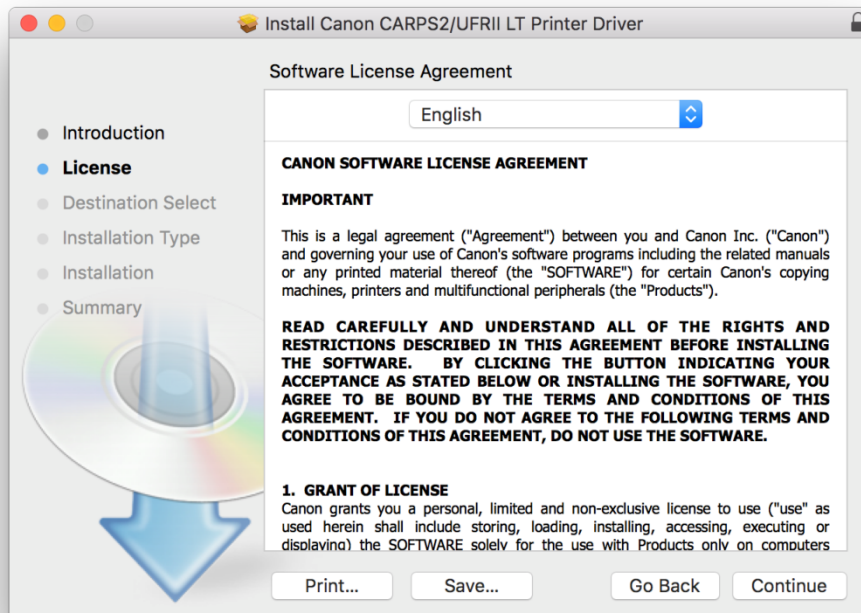 Install Canon CARPS2/UFRII LT Printer Driver
Software License Agreement
Introduction
License
Destination Select
Installation Type
Installation
Summary
English
CANON SOFTWARE LICENSE AGREEMENT
IMPORTANT
This is a legal agreement ("Agreement") between you and Canon Inc. ("Canon")
and governing your use of Canon's software programs including the related manuals
or any printed material thereof (the "SOFTWARE") for certain Canon's copying
machines, printers and multifunctional peripherals (the "Products").
READ CAREFULLY AND UNDERSTAND ALL OF THE RIGHTS AND
RESTRICTIONS DESCRIBED IN THIS AGREEMENT BEFORE INSTALLING
THE SOFTWARE. BY CLICKING THE BUTTON INDICATING YOUR
ACCEPTANCE AS STATED BELOW OR INSTALLING THE SOFTWARE, YOU
AGREE TO BE BOUND BY THE TERMS AND CONDITIONS OF THIS
AGREEMENT. IF YOU DO NOT AGREE TO THE FOLLOWING TERMS AND
CONDITIONS OF THIS AGREEMENT, DO NOT USE THE SOFTWARE.
1. GRANT OF LICENSE
Canon grants you a personal, limited and non-exclusive license to use ("use" as
used herein shall include storing, loading, installing, accessing, executing or
displaying) the SOFTWARE solely for the use with Products only on computers
Print...
Save...
Go Back
Continue